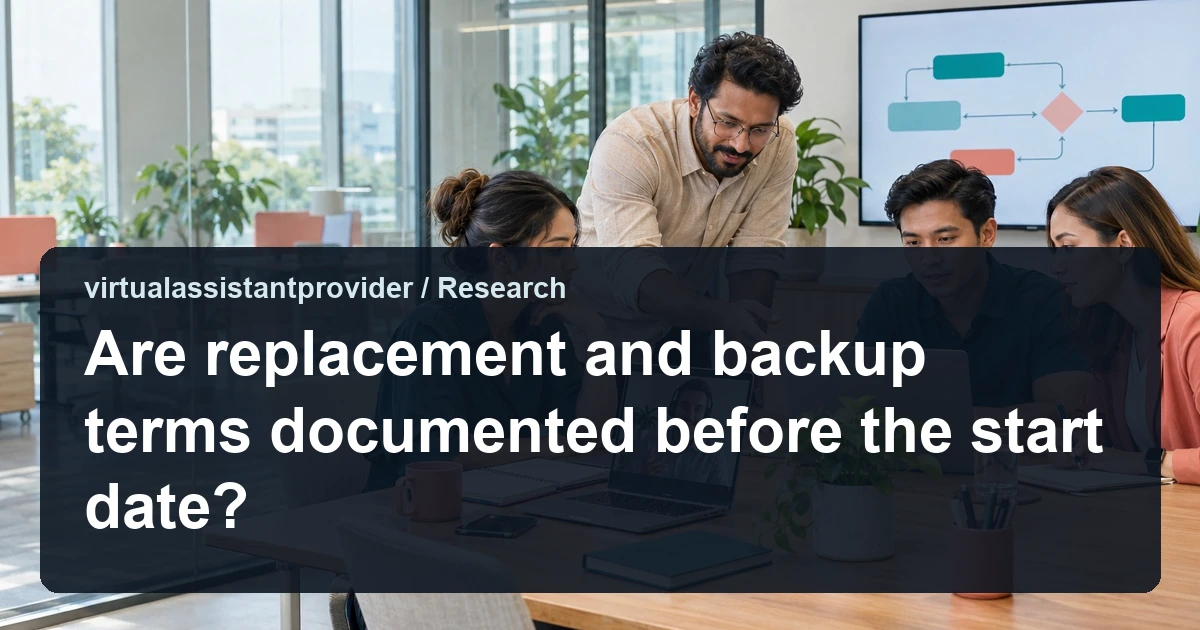 virtualassistantprovider / Research
Are replacement and backup
terms documented before the start
date?